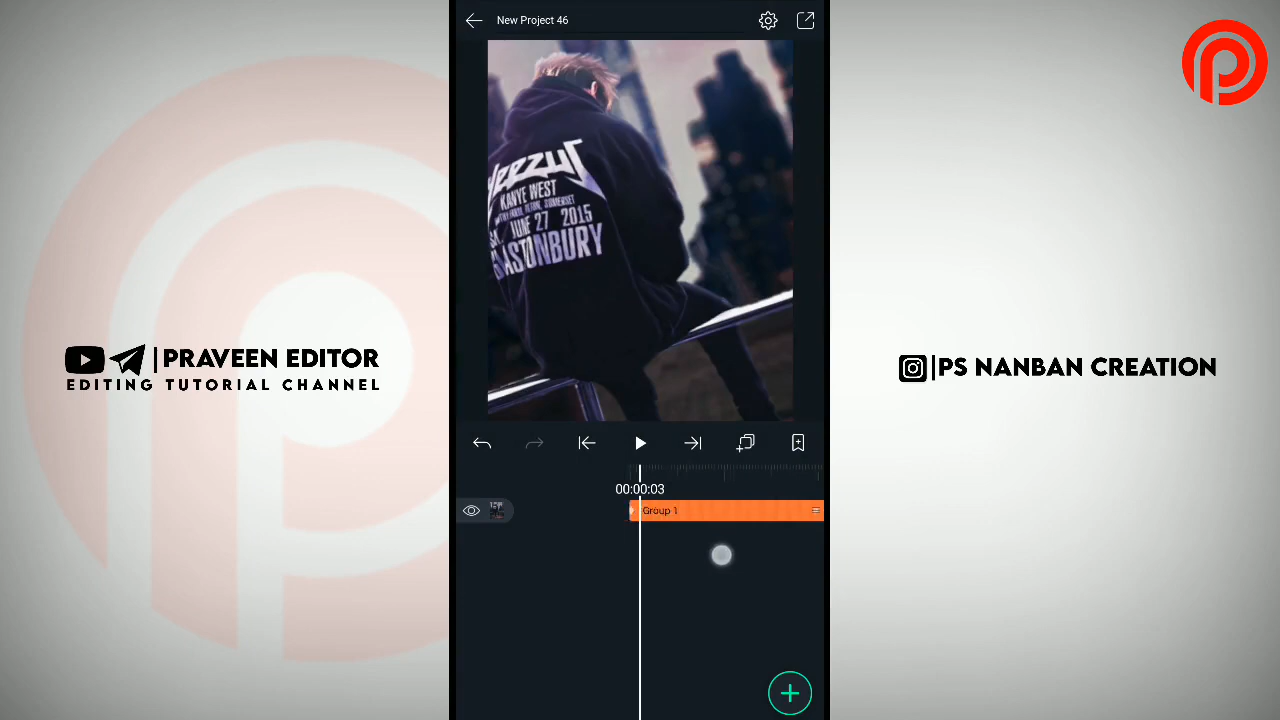 New Project 46
KANYE WEST
JUNE 27 2015
00:00:03
Group 1
PRAVEEN EDITOR
EDITING TUTORIAL CHANNEL
PS NANBAN CREATION